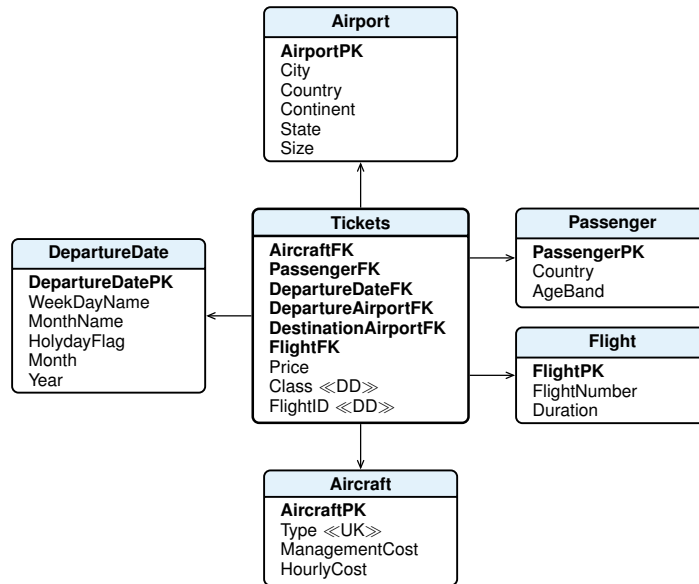 Airport
AirportPK
City
Country
Continent
State
Size
Tickets
AircraftFK
PassengerFK
DepartureDateFK
DepartureAirportFK
DestinationAirportFK
FlightFK
Price
Class ≪DD≫
FlightID ≪DD≫
DepartureDate
DepartureDatePK
WeekDayName
MonthName
HolydayFlag
Month
Year
Passenger
PassengerPK
Country
AgeBand
Flight
FlightPK
FlightNumber
Duration
Aircraft
AircraftPK
Type ≪UK≫
ManagementCost
HourlyCost